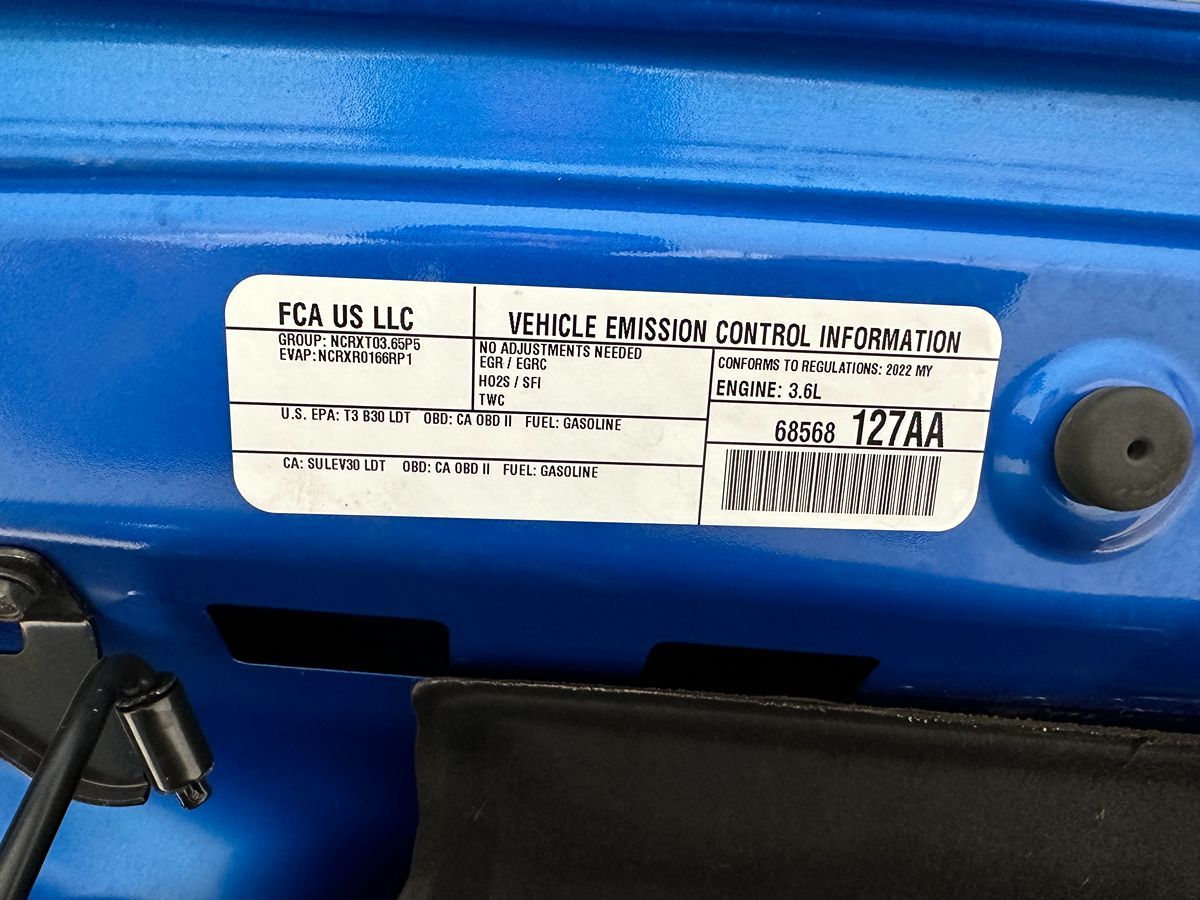 FCA US LLC
VEHICLE EMISSION CONTROL INFORMATION
GROUP: NCRXT03.65P5
EVAP: NCRXR0166RP1
NO ADJUSTMENTS NEEDED
EGR / EGRC
HO2S / SFI
TWC
CONFORMS TO REGULATIONS: 2022 MY
ENGINE: 3.6L
U.S. EPA: T3 B30 LDT OBD: CA OBD II FUEL: GASOLINE
68568 127AA
CA: SULEV30 LDT OBD: CA OBD II FUEL: GASOLINE